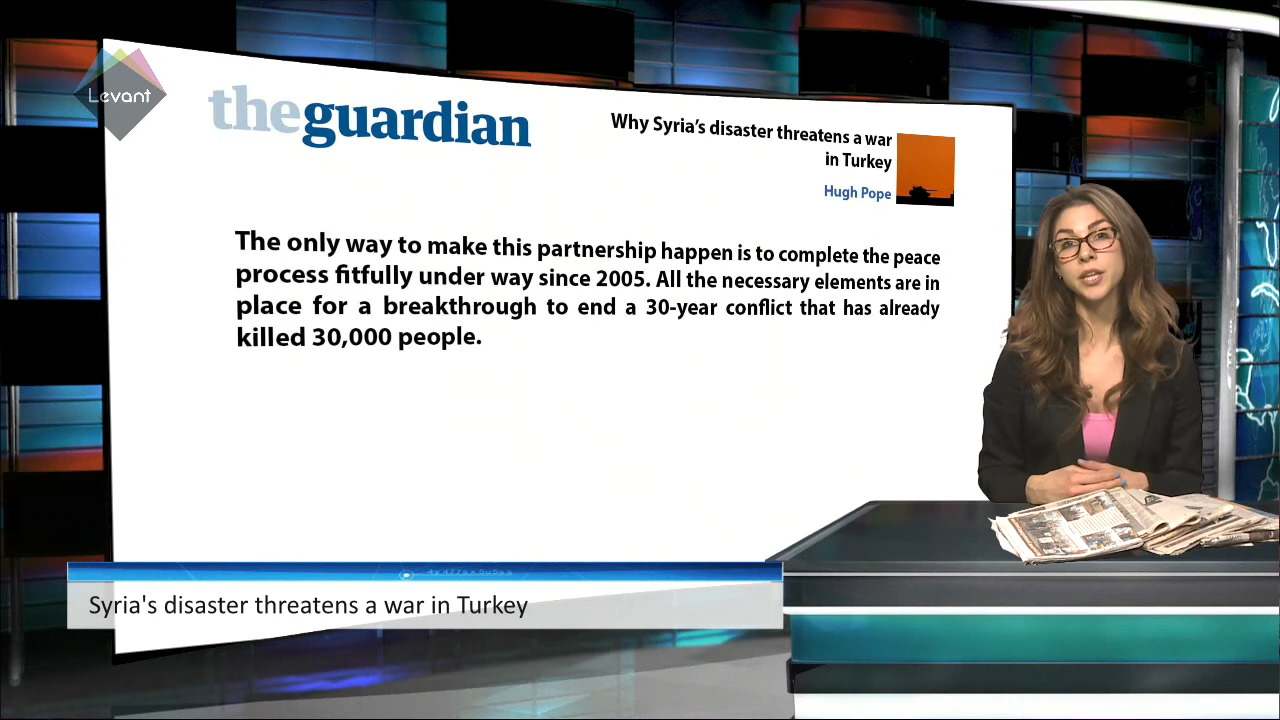 Levant
theguardian
Why Syria's disaster threatens a war
in Turkey
Hugh Pope
The only way to make this partnership happen is to complete the peace
process fitfully under way since 2005. All the necessary elements are in
place for a breakthrough to end a 30-year conflict that has already
killed 30,000 people.
Syria's disaster threatens a war in Turkey